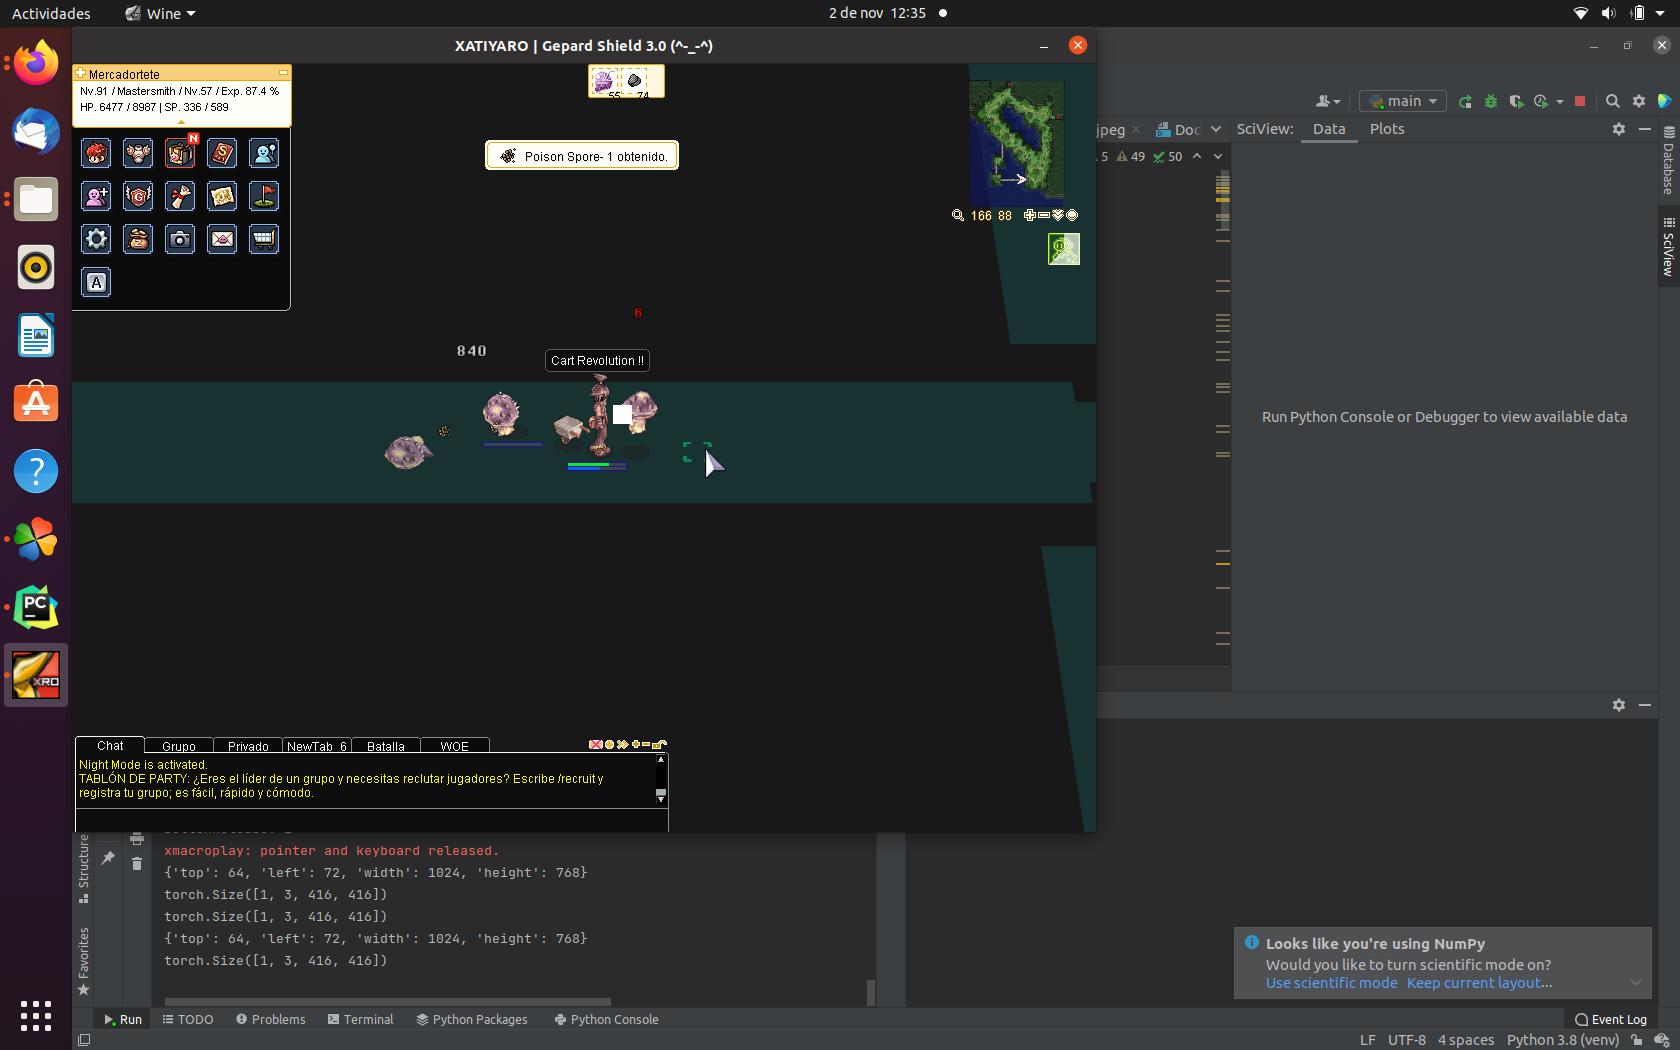 Actividades
Wine
2 de nov 12:35
XATIYARO | Gepard Shield 3.0 (^-_-^)
Mercadortete
Nv.91 / Mastersmith / Nv.57 / Exp. 87.4 %
HP. 6477 / 8987 | SP. 336 / 589
N
55 74
Poison Spore- 1 obtenido.
166 88
6
840
Cart Revolution !!
A
Chat
Grupo
Privado
NewTab_6
Batalla
WOE
Night Mode is activated.
TABLÓN DE PARTY: ¿Eres el líder de un grupo y necesitas reclutar jugadores? Escribe /recruit y
registra tu grupo; es fácil, rápido y cómodo.
main
jpeg
Doc
SciView:
Data
Plots
5 49 50
Database
SciView
Run Python Console or Debugger to view available data
PC
XRO
Structure
Favorites
xmacroplay: pointer and keyboard released.
{'top': 64, 'left': 72, 'width': 1024, 'height': 768}
torch.Size([1, 3, 416, 416])
torch.Size([1, 3, 416, 416])
{'top': 64, 'left': 72, 'width': 1024, 'height': 768}
torch.Size([1, 3, 416, 416])
Looks like you're using NumPy
Would you like to turn scientific mode on?
Use scientific mode Keep current layout...
Run
TODO
Problems
Terminal
Python Packages
Python Console
Event Log
LF UTF-8 4 spaces Python 3.8 (venv)